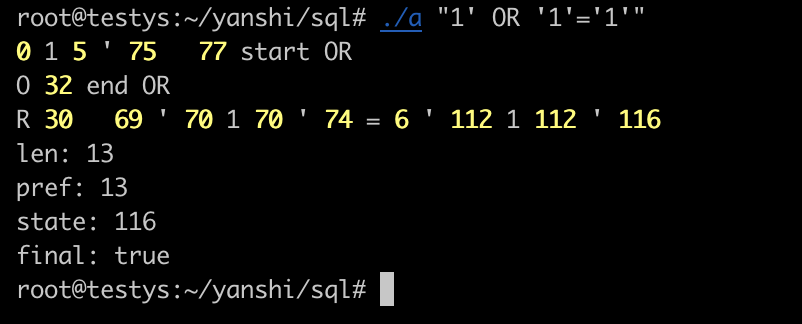 root@testys:~/yanshi/sql# ./a "1' OR '1'='1'"
0 1 5 ' 75   77 start OR
O 32 end OR
R 30   69 ' 70 1 70 ' 74 = 6 ' 112 1 112 ' 116
len: 13
pref: 13
state: 116
final: true
root@testys:~/yanshi/sql#